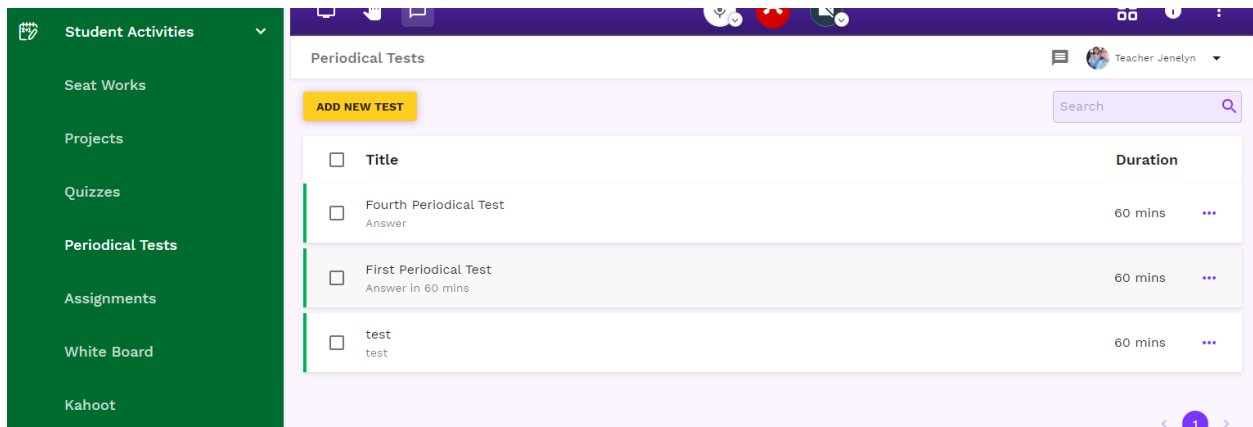 Student Activities
Seat Works
Projects
Quizzes
Periodical Tests
Assignments
White Board
Kahoot
Periodical Tests
Teacher Jenelyn
ADD NEW TEST
Search
Title
Duration
Fourth Periodical Test
Answer
60 mins
First Periodical Test
Answer in 60 mins
60 mins
test
test
60 mins
1